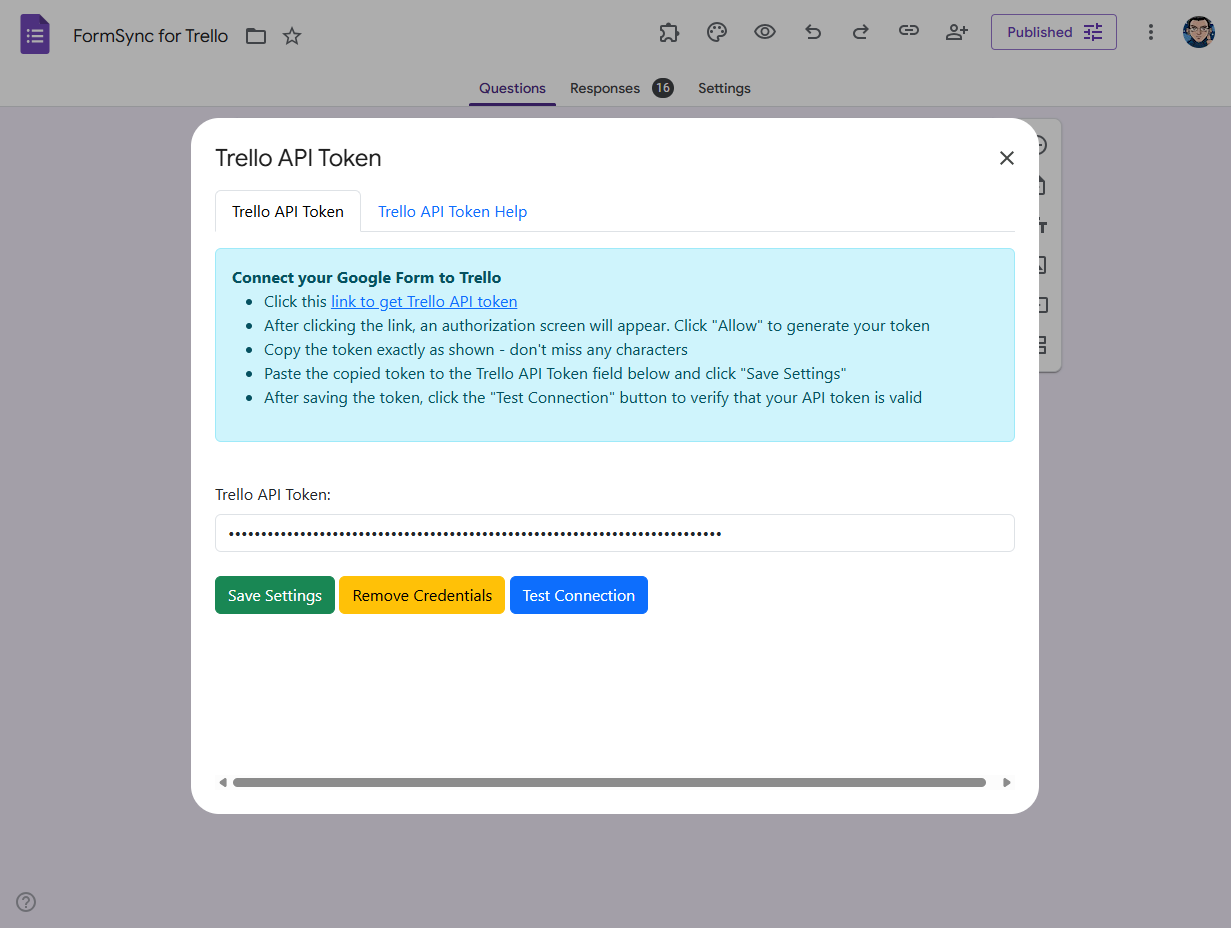 FormSync for Trello
Published
Questions
Responses 16
Settings
Trello API Token
Trello API Token
Trello API Token Help
Connect your Google Form to Trello
• Click this link to get Trello API token
• After clicking the link, an authorization screen will appear. Click "Allow" to generate your token
• Copy the token exactly as shown - don't miss any characters
• Paste the copied token to the Trello API Token field below and click "Save Settings"
• After saving the token, click the "Test Connection" button to verify that your API token is valid
Trello API Token:
Save Settings
Remove Credentials
Test Connection